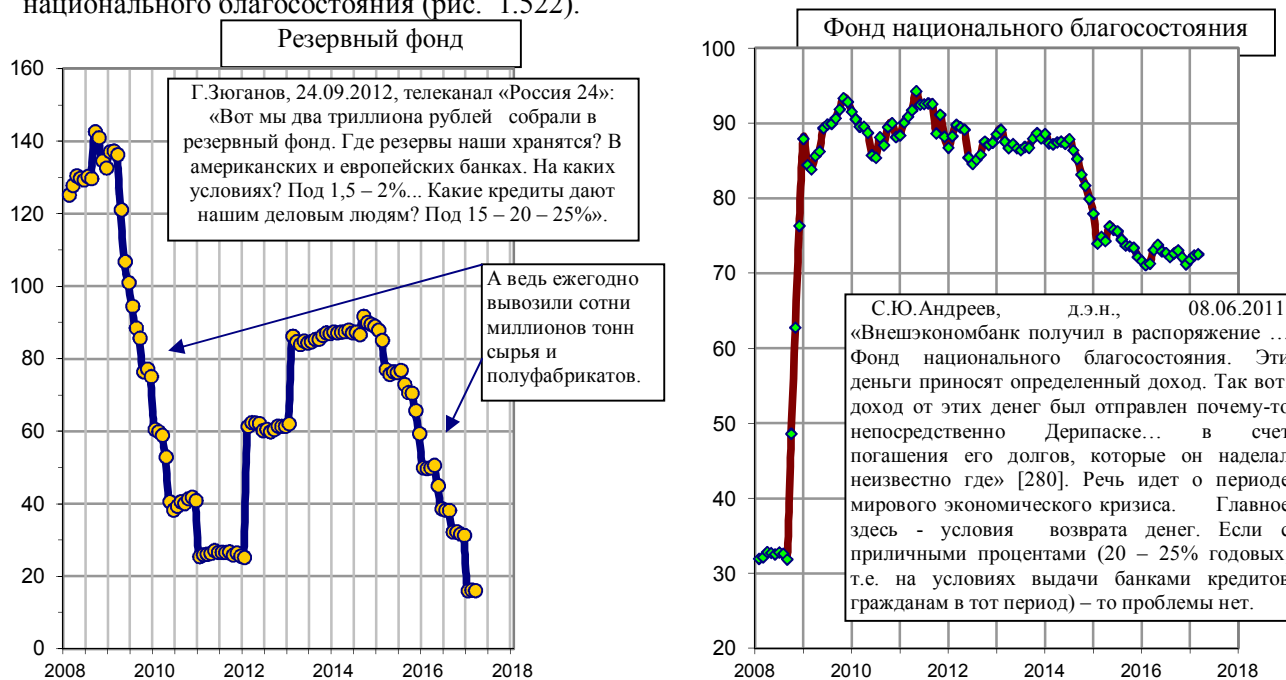 национального благосостояния (рис. 1.522).
Резервный фонд
160
140
120
100
80
60
40
20
0
2008 2010 2012 2014 2016 2018
Г.Зюганов, 24.09.2012, телеканал «Россия 24»:
«Вот мы два триллиона рублей собрали в
резервный фонд. Где резервы наши хранятся? В
американских и европейских банках. На каких
условиях? Под 1,5 – 2%... Какие кредиты дают
нашим деловым людям? Под 15 – 20 – 25%».
А ведь ежегодно
вывозили сотни
миллионов тонн
сырья и
полуфабрикатов.
Фонд национального благосостояния
100
90
80
70
60
50
40
30
20
2008 2010 2012 2014 2016 2018
С.Ю.Андреев, д.э.н., 08.06.2011
«Внешэкономбанк получил в распоряжение …
Фонд национального благосостояния. Эти
деньги приносят определенный доход. Так вот
доход от этих денег был отправлен почему-то
непосредственно Дерипаске… в счет
погашения его долгов, которые он наделал
неизвестно где» [280]. Речь идет о периоде
мирового экономического кризиса. Главное
здесь - условия возврата денег. Если с
приличными процентами (20 – 25% годовых
т.е. на условиях выдачи банками кредитов
гражданам в тот период) – то проблемы нет.